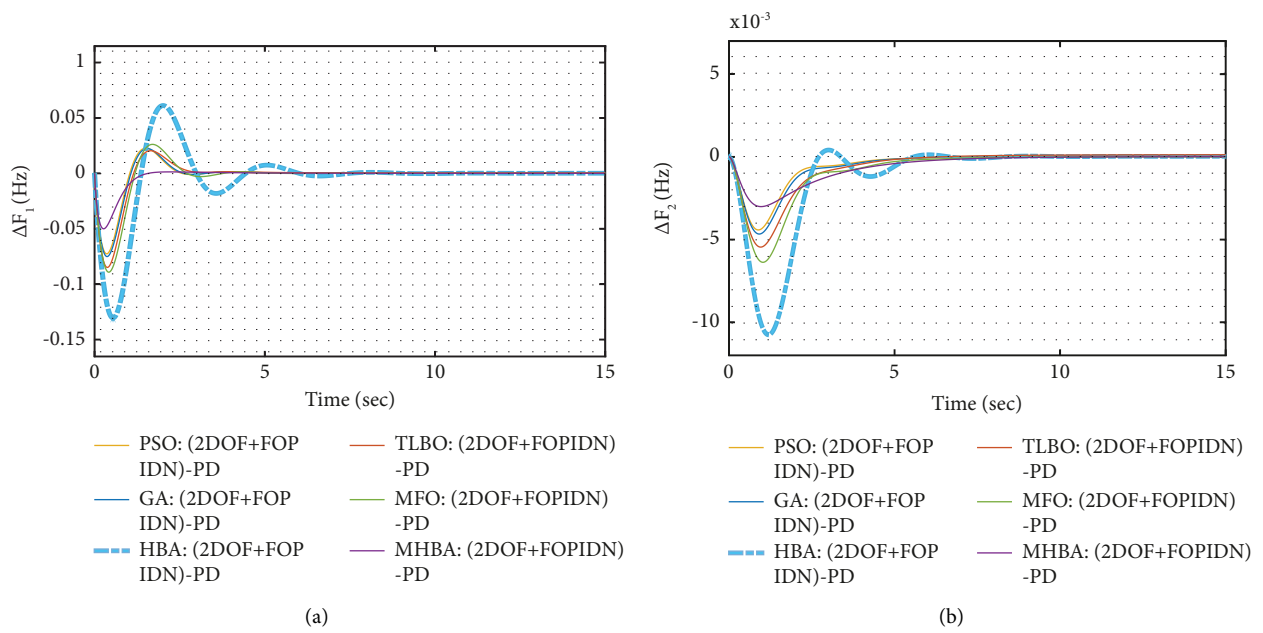 1
0.05
0
-0.05
-0.1
-0.15
ΔF1 (Hz)
0
5
10
15
Time (sec)
PSO: (2DOF+FOP
IDN)-PD
GA: (2DOF+FOP
IDN)-PD
HBA: (2DOF+FOP
IDN)-PD
TLBO: (2DOF+FOPIDN)
-PD
MFO: (2DOF+FOPIDN)
-PD
MHBA: (2DOF+FOPIDN)
-PD
(a)
x10-3
5
0
-5
-10
ΔF2 (Hz)
0
5
10
15
Time (sec)
PSO: (2DOF+FOP
IDN)-PD
GA: (2DOF+FOP
IDN)-PD
HBA: (2DOF+FOP
IDN)-PD
TLBO: (2DOF+FOPIDN)
-PD
MFO: (2DOF+FOPIDN)
-PD
MHBA: (2DOF+FOPIDN)
-PD
(b)